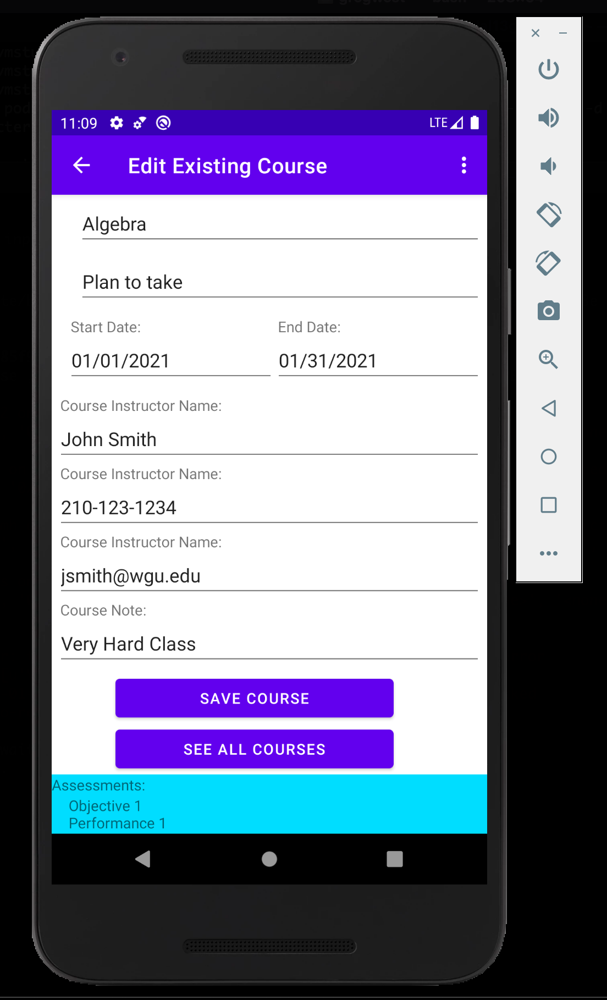 11:09 LTE
Edit Existing Course
Algebra
Plan to take
Start Date: End Date:
01/01/2021 01/31/2021
Course Instructor Name:
John Smith
Course Instructor Name:
210-123-1234
Course Instructor Name:
jsmith@wgu.edu
Course Note:
Very Hard Class
SAVE COURSE
SEE ALL COURSES
Assessments:
Objective 1
Performance 1